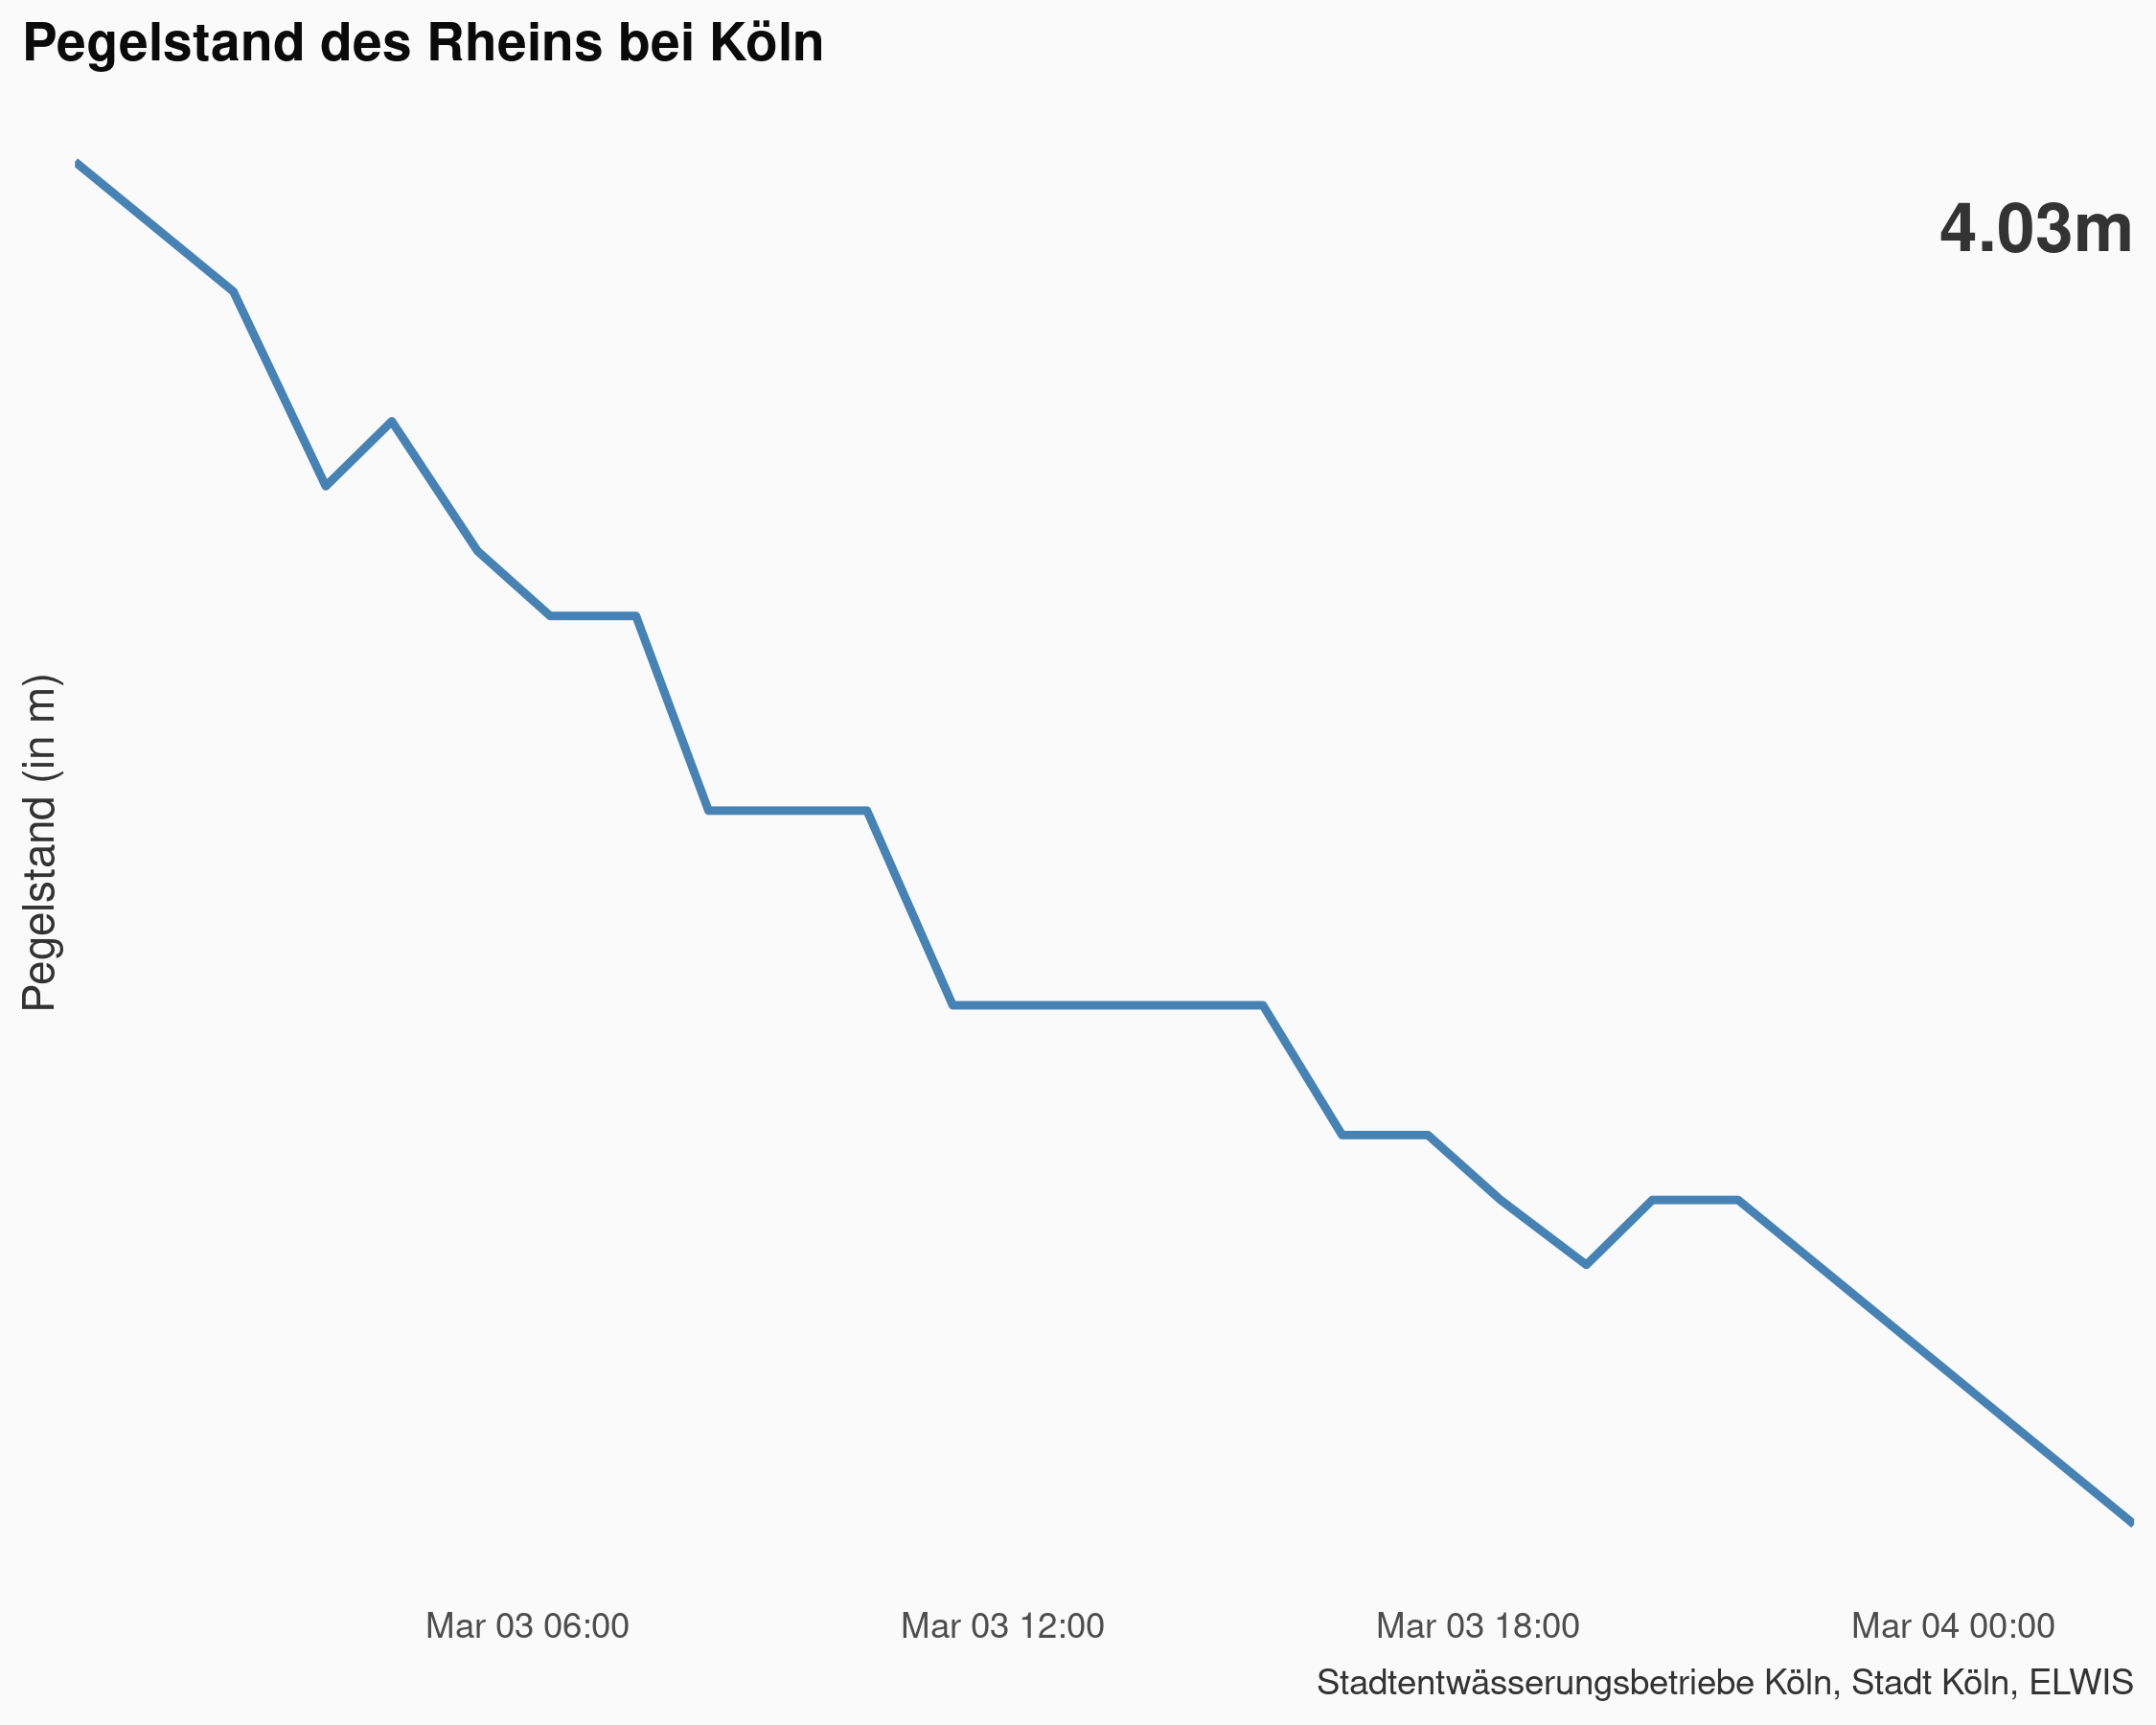 Pegelstand des Rheins bei Köln
4.03m
Pegelstand (in m)
Mar 03 06:00
Mar 03 12:00
Mar 03 18:00
Mar 04 00:00
Stadtentwässerungsbetriebe Köln, Stadt Köln, ELWIS